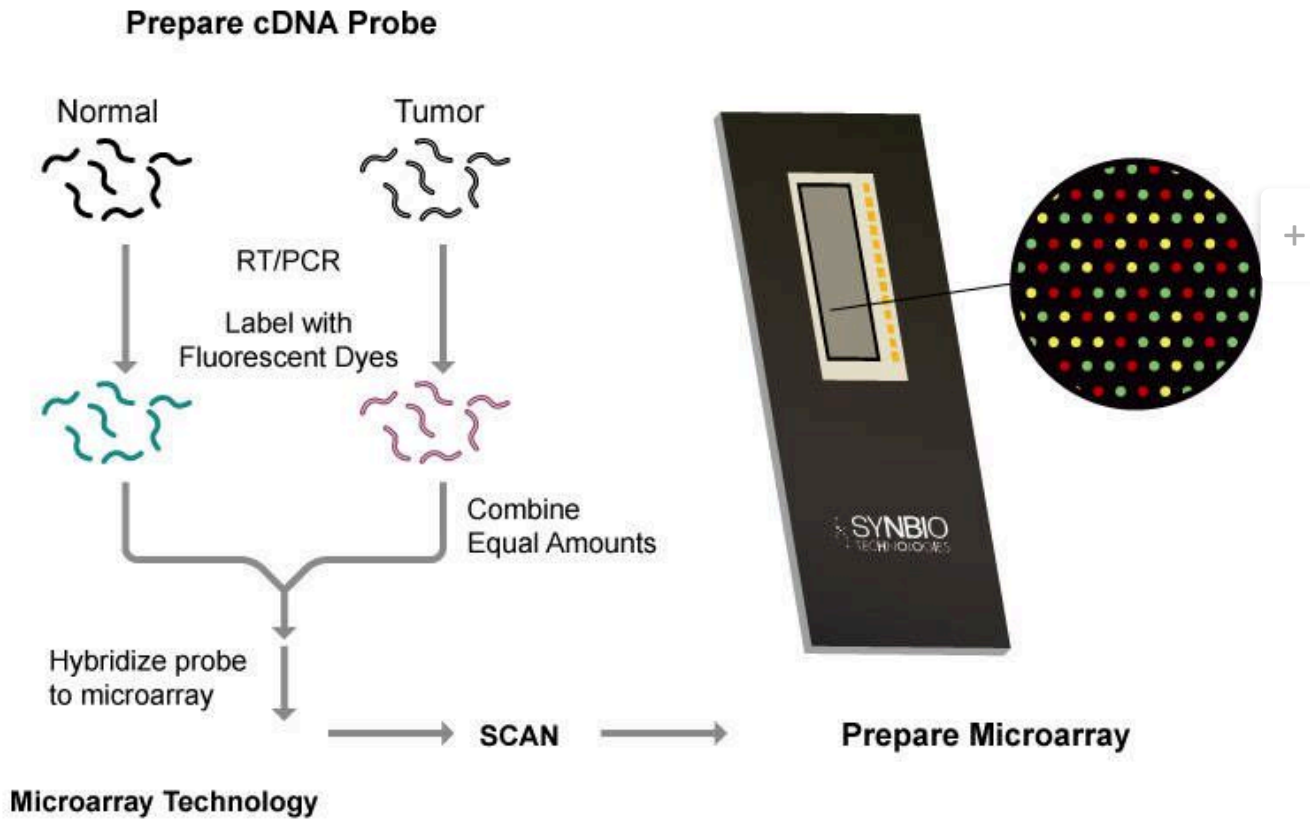 Prepare cDNA Probe
Normal
Tumor
RT/PCR
Label with
Fluorescent Dyes
Combine
Equal Amounts
Hybridize probe
to microarray
SCAN
Prepare Microarray
Microarray Technology
SYNBIO
TECHNOLOGIES
+